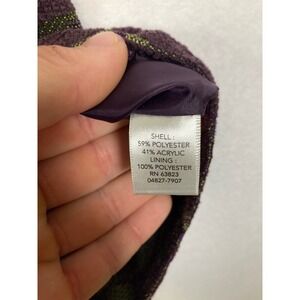 SHELL :
59% POLYESTER
41% ACRYLIC
LINING :
100% POLYESTER
RN 63823
04827-7907